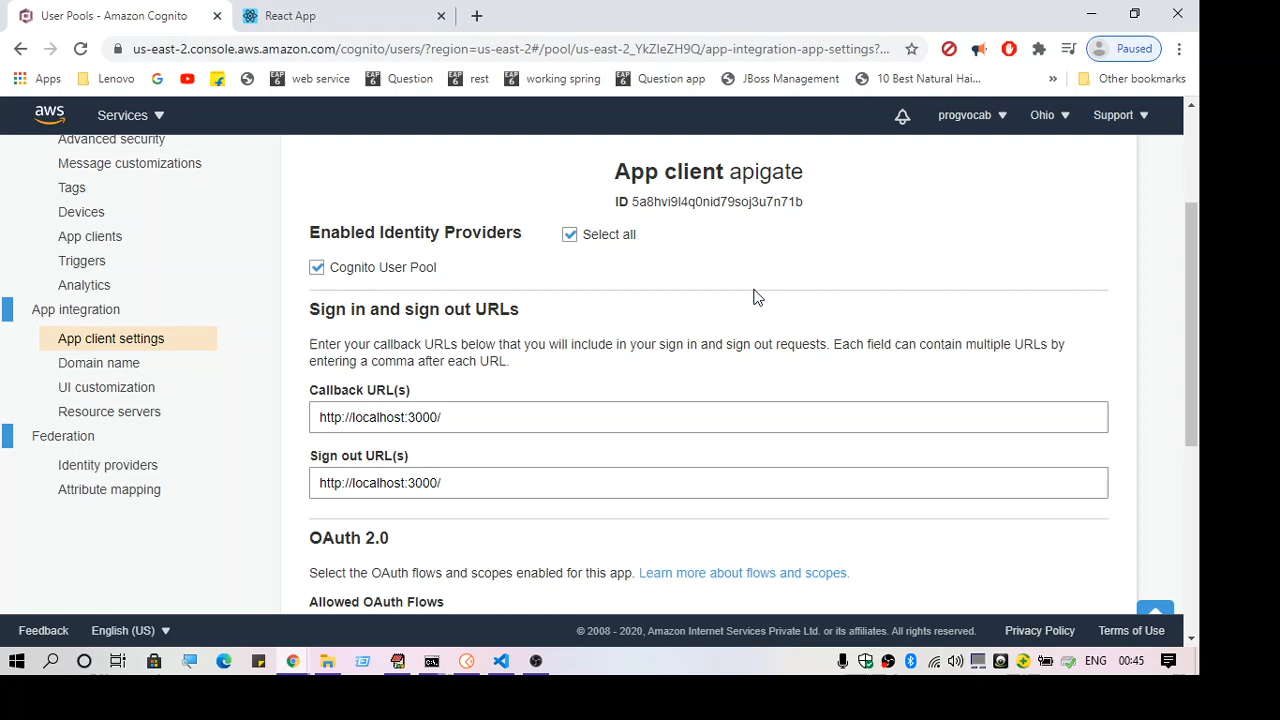 User Pools - Amazon Cognito
React App
us-east-2.console.aws.amazon.com/cognito/users/?region=us-east-2#/pool/us-east-2_YkZIeZH9Q/app-integration-app-settings?...
Paused
Apps
Lenovo
web service
Question
rest
working spring
Question app
JBoss Management
10 Best Natural Hai...
»
Other bookmarks
aws
Services
progvocab
Ohio
Support
Advanced security
Message customizations
Tags
Devices
App clients
Triggers
Analytics
App integration
App client settings
Domain name
UI customization
Resource servers
Federation
Identity providers
Attribute mapping
App client apigate
ID 5a8hvi9l4q0nid79soj3u7n71b
Enabled Identity Providers
Select all
Cognito User Pool
Sign in and sign out URLs
Enter your callback URLs below that you will include in your sign in and sign out requests. Each field can contain multiple URLs by
entering a comma after each URL.
Callback URL(s)
http://localhost:3000/
Sign out URL(s)
http://localhost:3000/
OAuth 2.0
Select the OAuth flows and scopes enabled for this app. Learn more about flows and scopes.
Allowed OAuth Flows
Feedback
English (US)
© 2008 - 2020, Amazon Internet Services Private Ltd. or its affiliates. All rights reserved.
Privacy Policy
Terms of Use
ENG
00:45